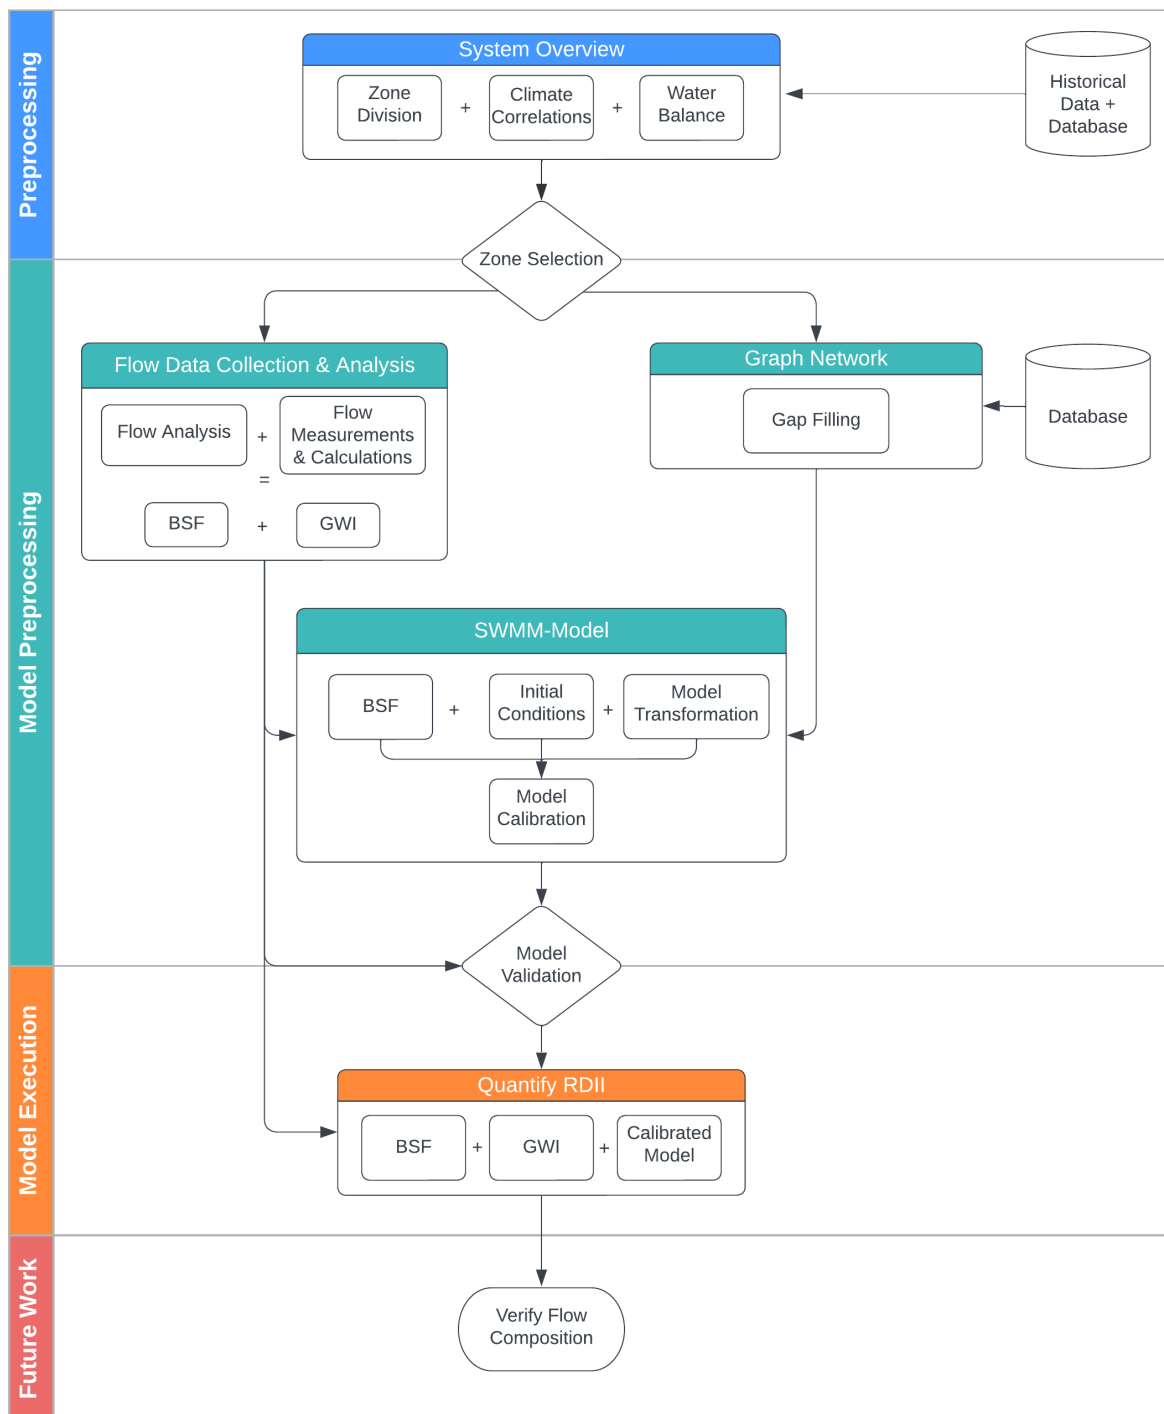 Preprocessing
System Overview
Zone
Division
+
Climate
Correlations
+
Water
Balance
Historical
Data +
Database
Zone Selection
Model Preprocessing
Flow Data Collection & Analysis
Flow Analysis
+
Flow
Measurements
& Calculations
=
BSF
+
GWI
Graph Network
Gap Filling
Database
SWMM-Model
BSF
+
Initial
Conditions
+
Model
Transformation
Model
Calibration
Model
Validation
Model Execution
Quantify RDII
BSF
+
GWI
+
Calibrated
Model
Future Work
Verify Flow
Composition